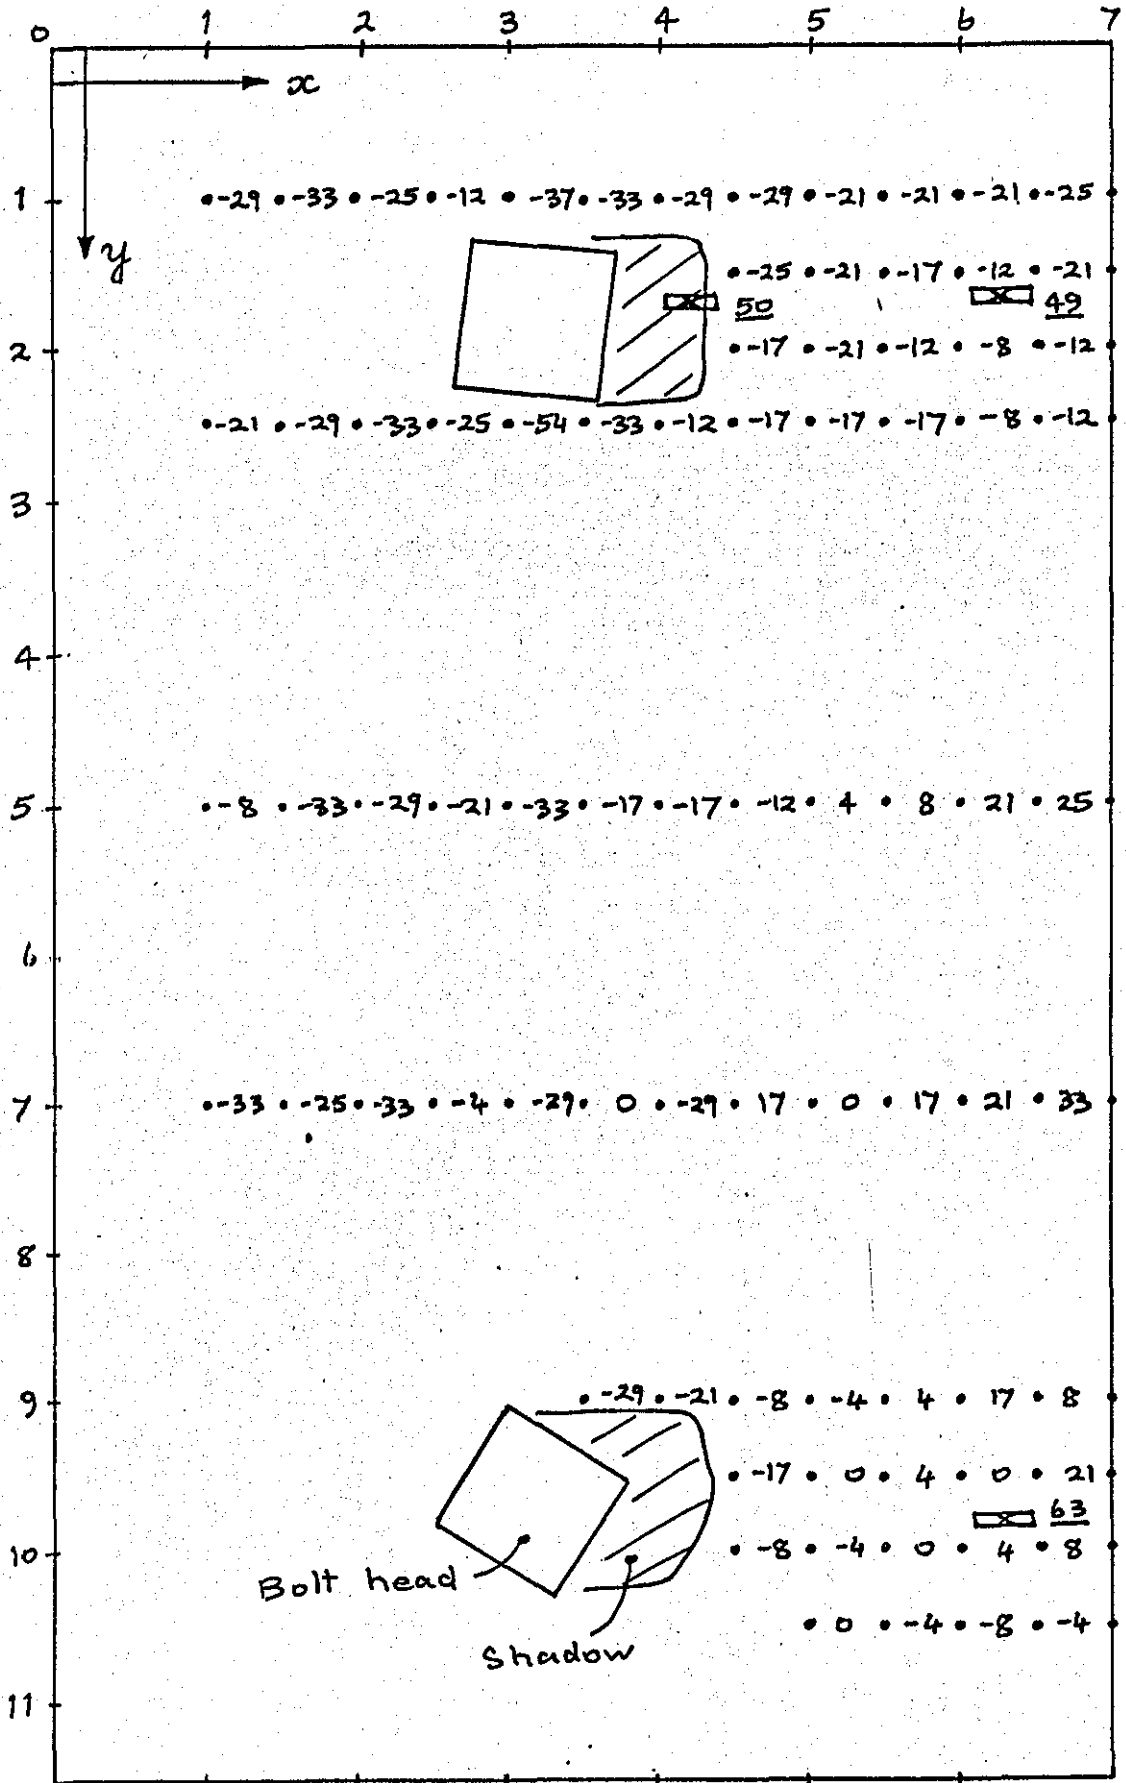 0 1 2 3 4 5 6 7
x
1 •-29 •-33 •-25 •-12 • -37 • -33 •-29 •-29 •-21 • -21 •-21 •-25 •
y
•-25 •-21 •-17 • -12 • -21 •
50 49
2 •-17 •-21 •-12 • -8 • -12 •
•-21 •-29 •-33 •-25 •-54 •-33 •-12 •-17 •-17 •-17 • -8 • -12 •
3
4
5 •-8 •-33 •-29 •-21 •-33 •-17 •-17 •-12 • 4 • 8 • 21 • 25 •
6
7 •-33 •-25 •-33 •-4 •-29 • 0 •-29 • 17 • 0 • 17 • 21 • 33 •
8
9 •-29 •-21 •-8 •-4 • 4 • 17 • 8 •
•-17 • 0 • 4 • 0 • 21 •
63
10 •-8 •-4 • 0 • 4 • 8 •
Bolt head
• 0 •-4 •-8 •-4 •
Shadow
11